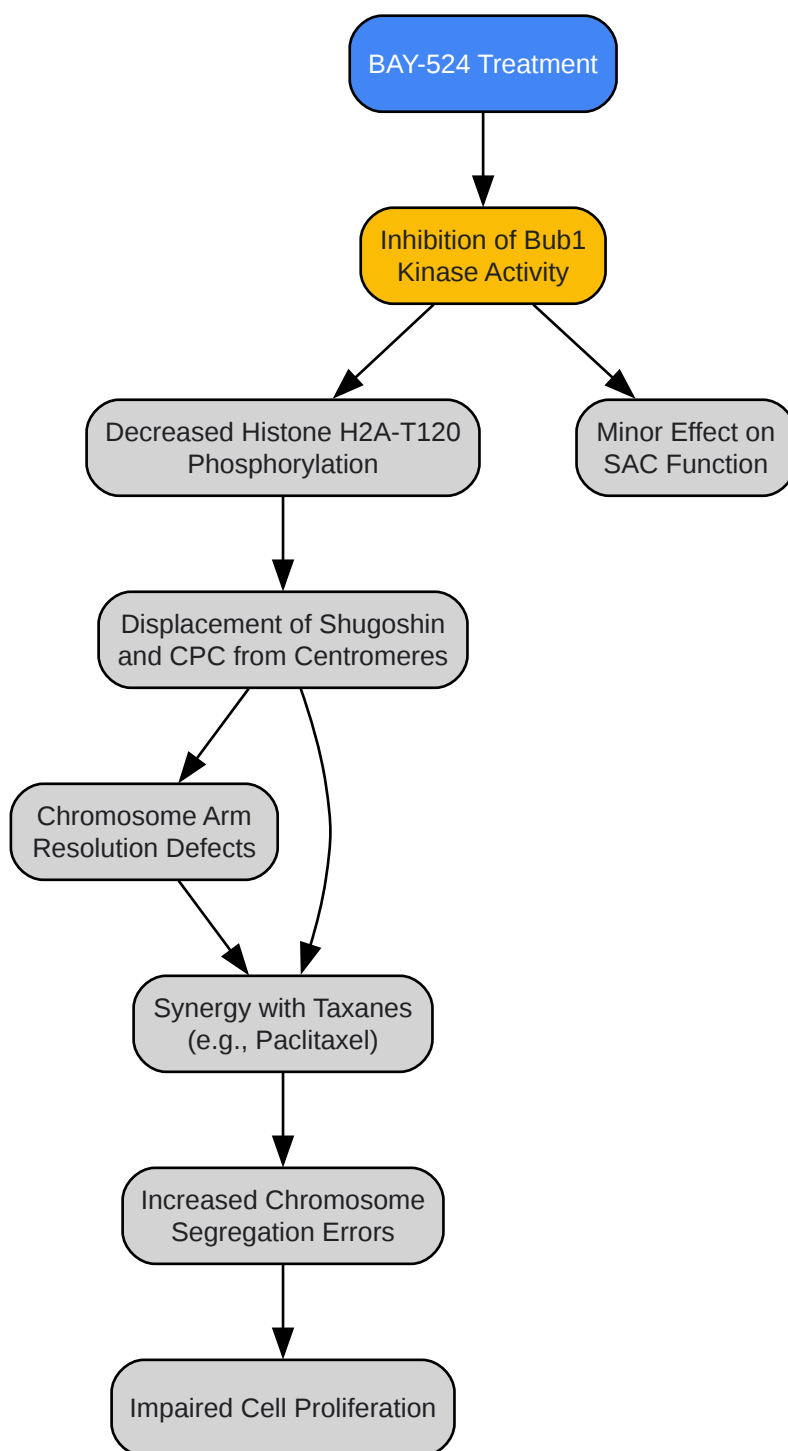 BAY-524 Treatment
Inhibition of Bub1
Kinase Activity
Decreased Histone H2A-T120
Phosphorylation
Minor Effect on
SAC Function
Displacement of Shugoshin
and CPC from Centromeres
Chromosome Arm
Resolution Defects
Synergy with Taxanes
(e.g., Paclitaxel)
Increased Chromosome
Segregation Errors
Impaired Cell Proliferation